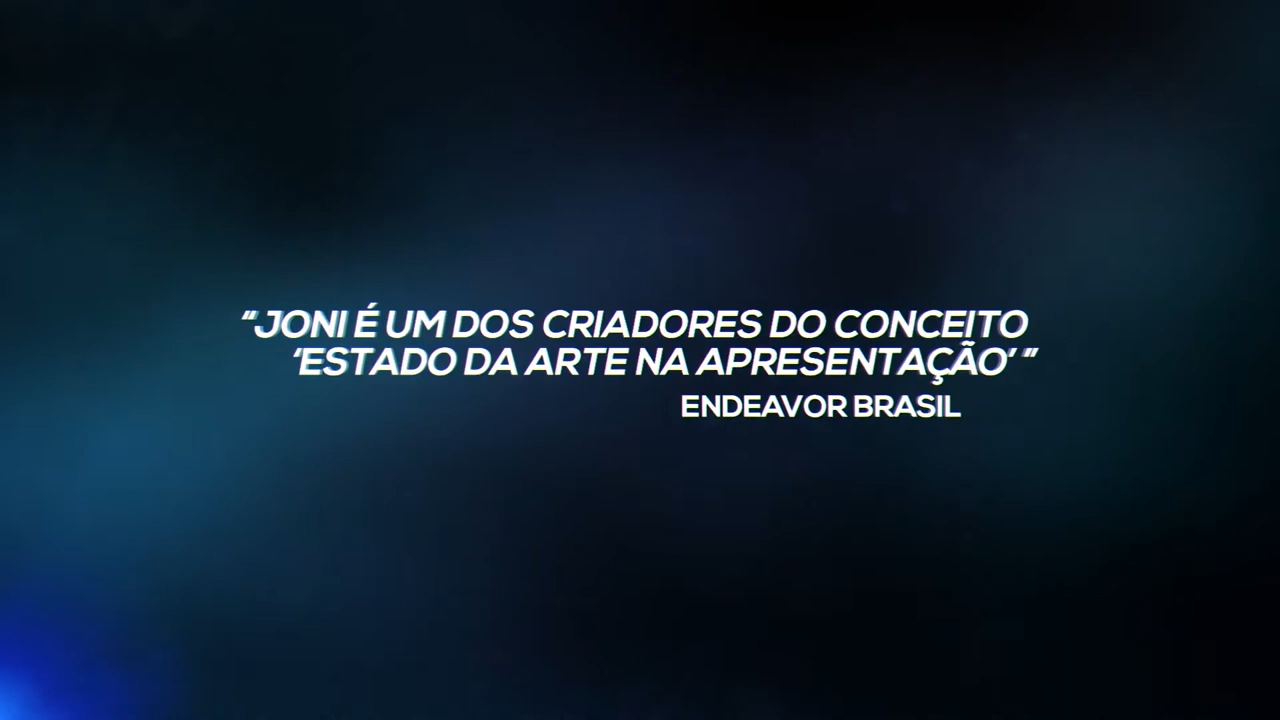 “JONI É UM DOS CRIADORES DO CONCEITO
‘ESTADO DA ARTE NA APRESENTAÇÃO’ ”
ENDEAVOR BRASIL